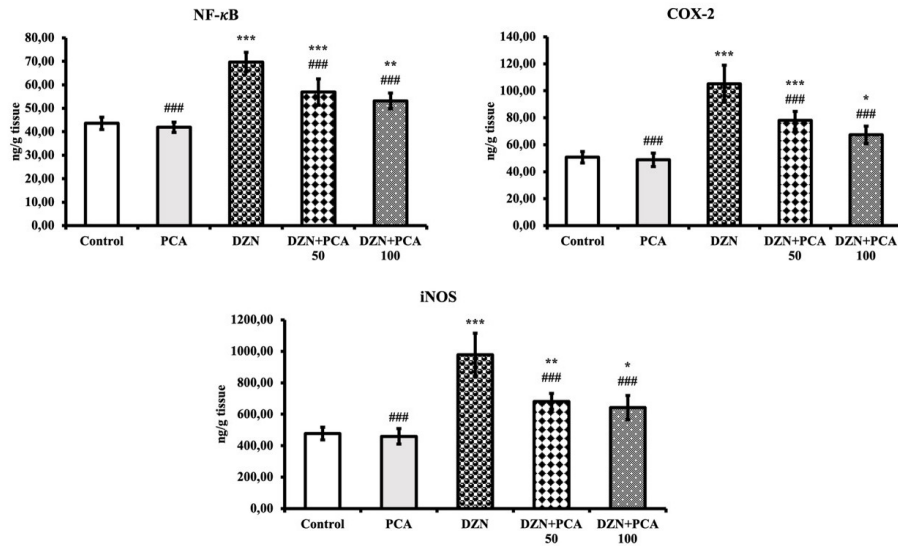 NF-κB
80,00
70,00
60,00
50,00
40,00
30,00
20,00
10,00
0,00
ng/g tissue
###
***
***
###
**
###
Control
PCA
DZN
DZN+PCA
50
DZN+PCA
100
COX-2
140,00
120,00
100,00
80,00
60,00
40,00
20,00
0,00
ng/g tissue
###
***
***
###
*
###
Control
PCA
DZN
DZN+PCA
50
DZN+PCA
100
iNOS
1200,00
1000,00
800,00
600,00
400,00
200,00
0,00
ng/g tissue
###
***
**
###
*
###
Control
PCA
DZN
DZN+PCA
50
DZN+PCA
100